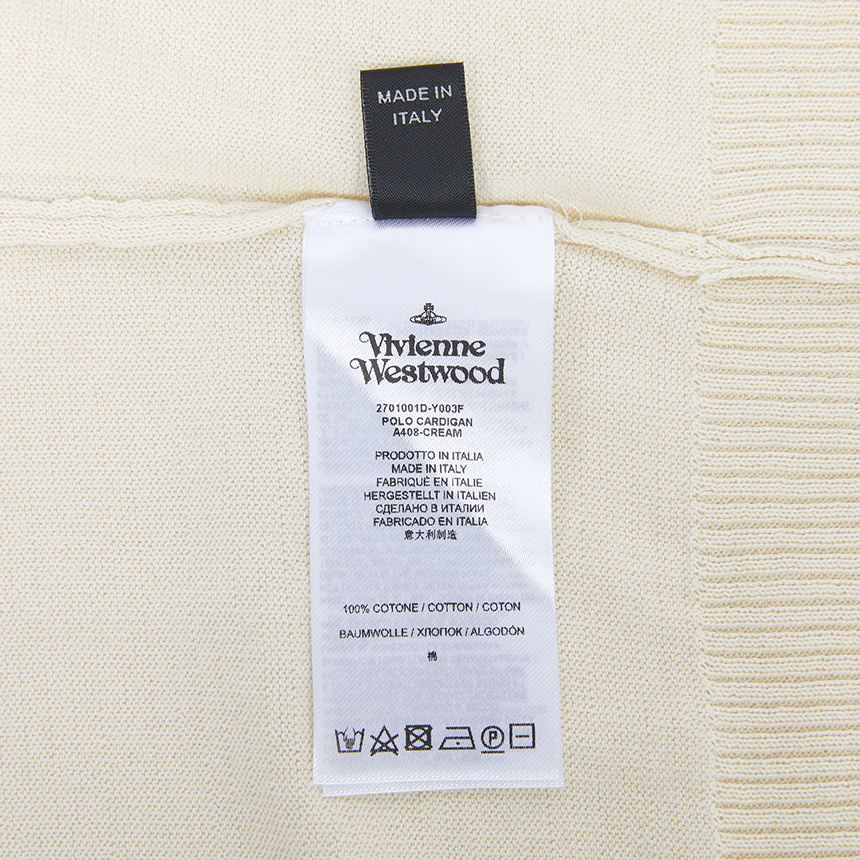 MADE IN
ITALY
Vivienne
Westwood
2701001D-Y003F
POLO CARDIGAN
A408-CREAM
PRODOTTO IN ITALIA
MADE IN ITALY
FABRIQUÉ EN ITALIE
HERGESTELLT IN ITALIEN
СДЕЛАНО В ИТАЛИИ
FABRICADO EN ITALIA
意大利制造
100% COTONE / COTTON / COTON
BAUMWOLLE / ХЛОПОК / ALGODÓN
棉
P